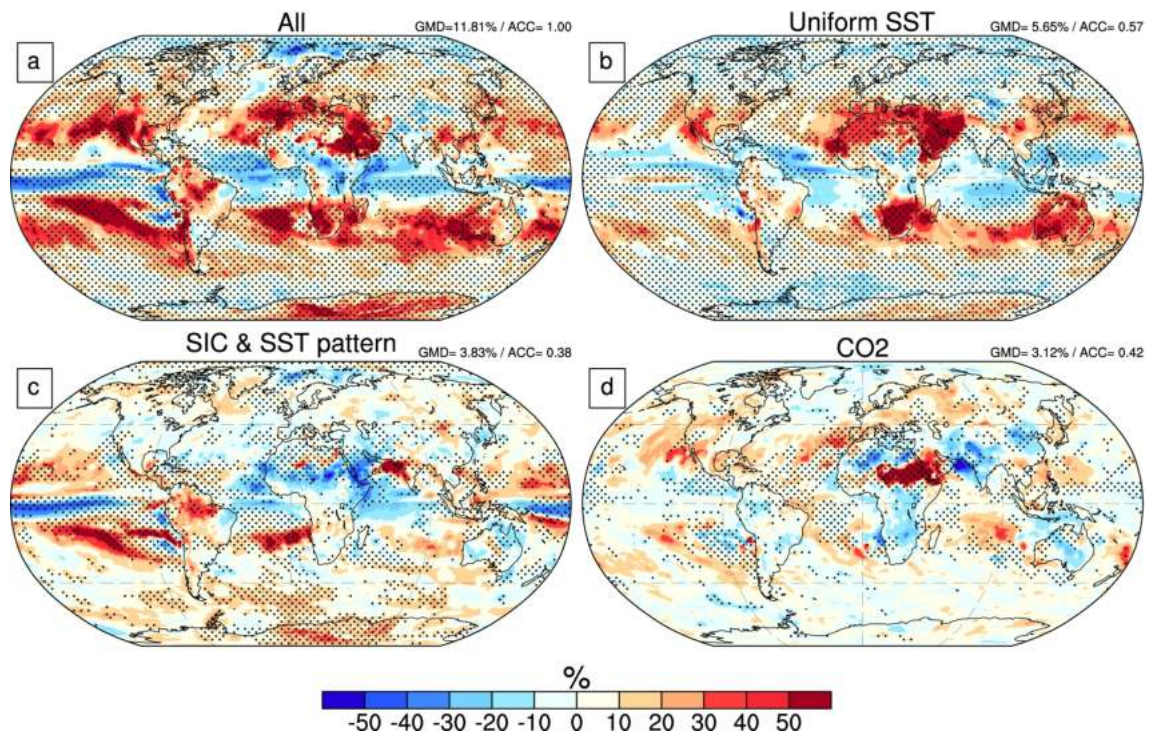 All
GMD=11.81% / ACC= 1.00
a
Uniform SST
GMD= 5.65% / ACC= 0.57
b
SIC & SST pattern
GMD= 3.83% / ACC= 0.38
c
CO2
GMD= 3.12% / ACC= 0.42
d
%
-50 -40 -30 -20 -10 0 10 20 30 40 50